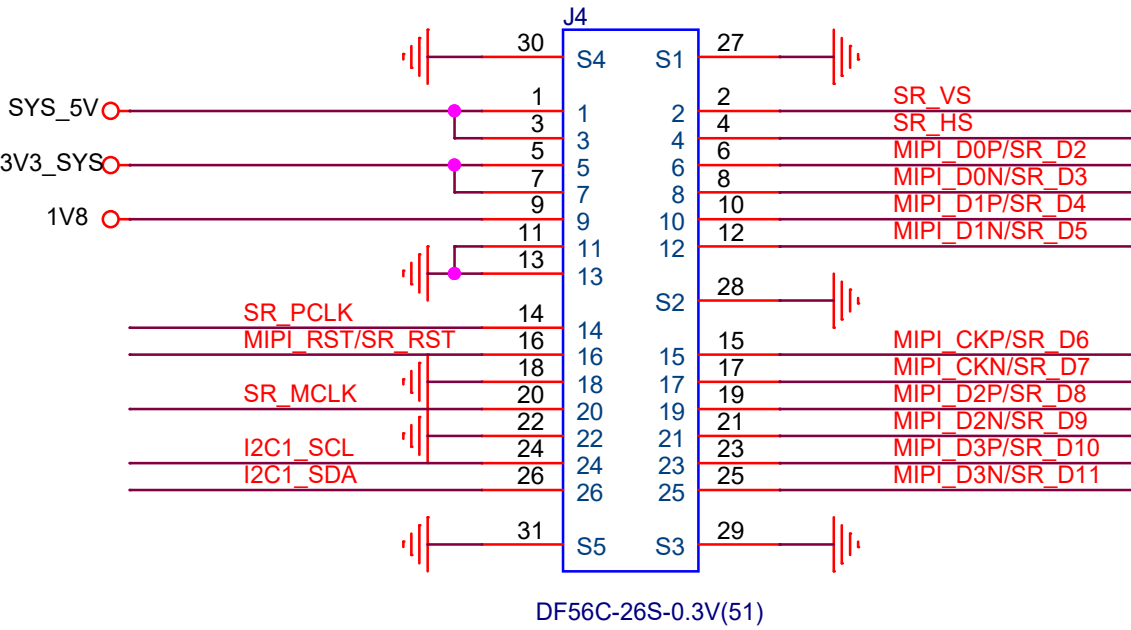 J4
30 S4 S1 27
SYS_5V 1 1 2 2 SR_VS
3 3 4 4 SR_HS
3V3_SYS 5 5 6 6 MIPI_D0P/SR_D2
7 7 8 8 MIPI_D0N/SR_D3
1V8 9 9 10 10 MIPI_D1P/SR_D4
11 11 12 12 MIPI_D1N/SR_D5
13 13
S2 28
SR_PCLK 14 14
MIPI_RST/SR_RST 16 16 15 15 MIPI_CKP/SR_D6
18 18 17 17 MIPI_CKN/SR_D7
SR_MCLK 20 20 19 19 MIPI_D2P/SR_D8
22 22 21 21 MIPI_D2N/SR_D9
I2C1_SCL 24 24 23 23 MIPI_D3P/SR_D10
I2C1_SDA 26 26 25 25 MIPI_D3N/SR_D11
31 S5 S3 29
DF56C-26S-0.3V(51)